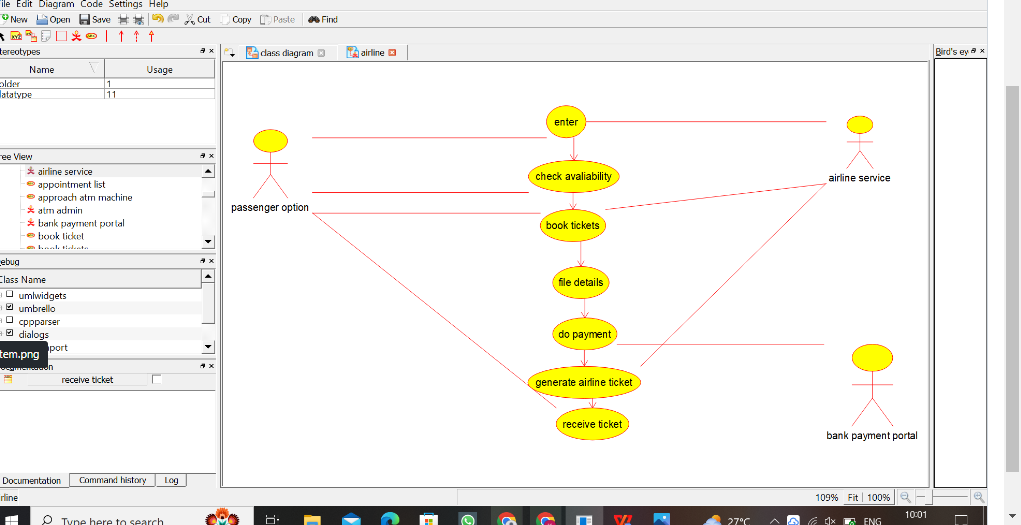 ile Edit Diagram Code Settings Help
New Open Save Cut Copy Paste Find
tereotypes
Name Usage
older 1
latatype 11
ree View
airline service
appointment list
approach atm machine
atm admin
bank payment portal
book ticket
ebug
Class Name
umlwidgets
umbrello
cppparser
dialogs
port
tem.png
receive ticket
Documentation Command history Log
rline
class diagram airline
enter
check avaliability
book tickets
file details
do payment
generate airline ticket
receive ticket
passenger option
airline service
bank payment portal
Bird's ey
109% Fit 100%
Type here to search
27°C ENG 10:01